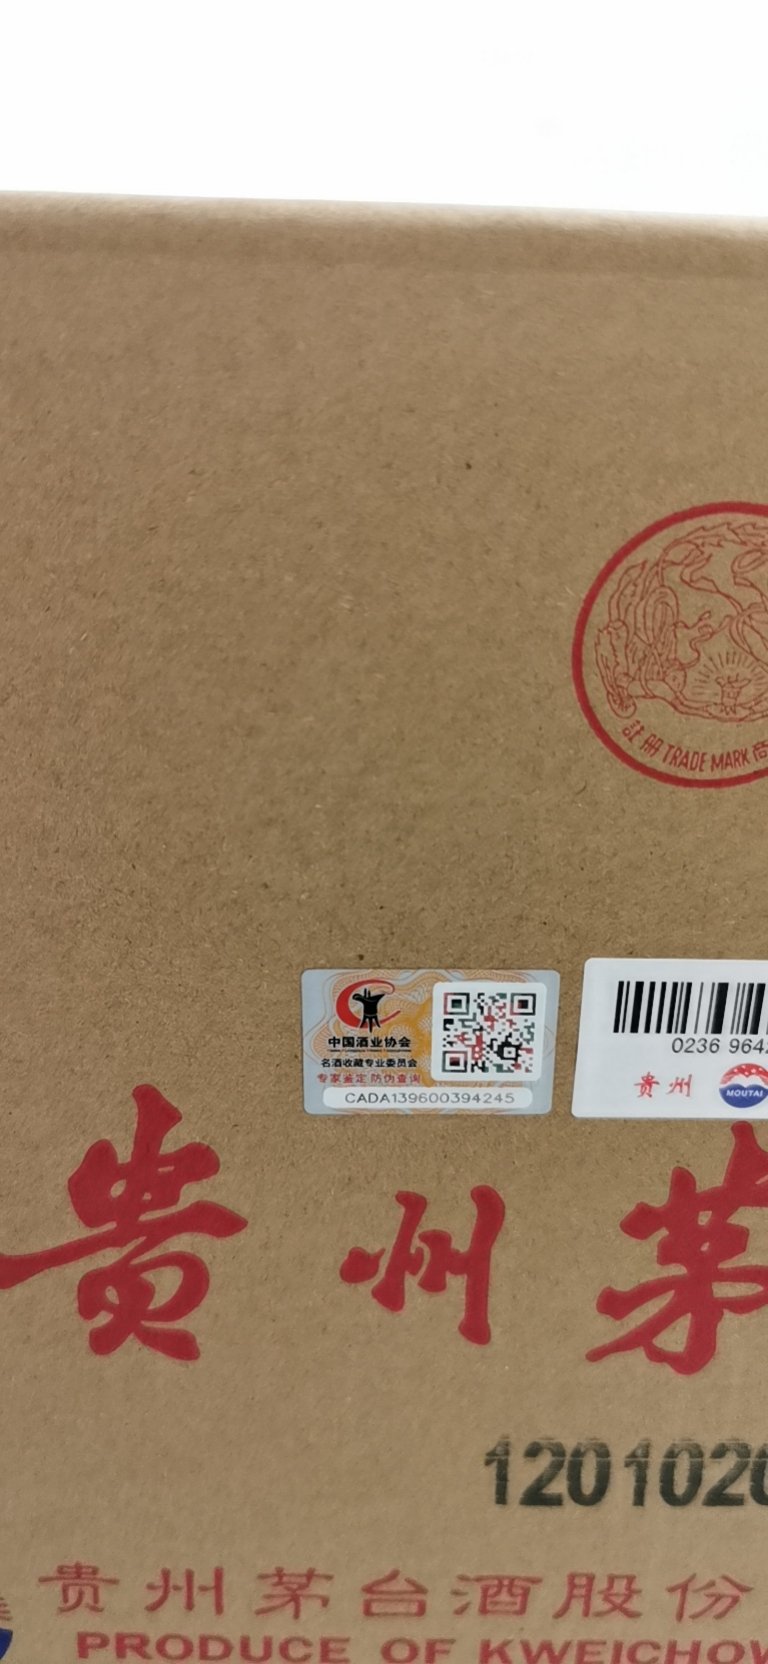 註册 TRADE MARK 商
中国酒业协会
名酒收藏专业委员会
专家鉴定 防伪查询
CADA139600394245
0236 964
贵州
MOUTAI
贵州茅
1201020
贵州茅台酒股份
PRODUCE OF KWEICHOW